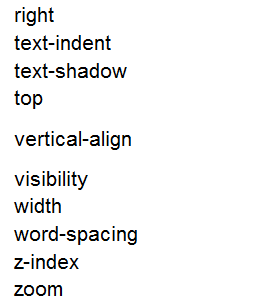 right
text-indent
text-shadow
top
vertical-align
visibility
width
word-spacing
z-index
zoom